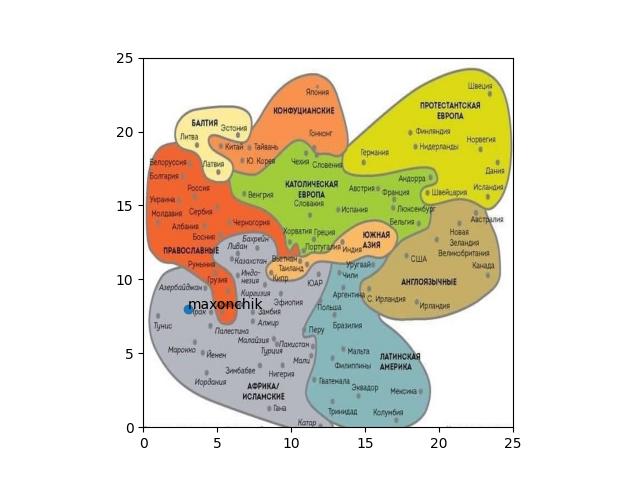 25
20
15
10
5
0
Япония
КОНФУЦИАНСКИЕ
Гонконг
Тайвань
Китай
Ю. Корея
БАЛТИЯ
Эстония
Литва
Латвия
Швеция
ПРОТЕСТАНТСКАЯ
ЕВРОПА
Финляндия
Норвегия
Нидерланды
Германия
Дания
Исландия
Швейцария
Чехия
Словения
Андорра
КАТОЛИЧЕСКАЯ
ЕВРОПА
Австрия
Франция
Венгрия
Словакия
Испания
Люксенбург
Бельгия
Хорватия
Греция
Португалия
Белоруссия
Болгария
Россия
Украина
Молдавия
Сербия
Албания
Черногория
Босния
ПРАВОСЛАВНЫЕ
Румыния
Грузия
ЮЖНАЯ
АЗИЯ
Индия
Вьетнам
Таиланд
Кипр
Австралия
Новая
Зеландия
Великобритания
США
Канада
АНГЛОЯЗЫЧНЫЕ
С. Ирландия
Ирландия
Бахрейн
Ливан
Казахстан
Индо-
незия
Киргизия
Азербайджан
maxonchik
Ирак
ЮАР
Эфиопия
Замбия
Алжир
Тунис
Палестина
Марокко
Йемен
Малайзия
Турция
Пакистан
Мали
Зимбабве
Нигерия
Иордания
АФРИКА/
ИСЛАМСКИЕ
Гана
Катар
Уругвай
Чили
Аргентина
Польша
Бразилия
Перу
Мальта
Филиппины
ЛАТИНСКАЯ
АМЕРИКА
Гватемала
Эквадор
Мексика
Тринидад
Колумбия
0 5 10 15 20 25